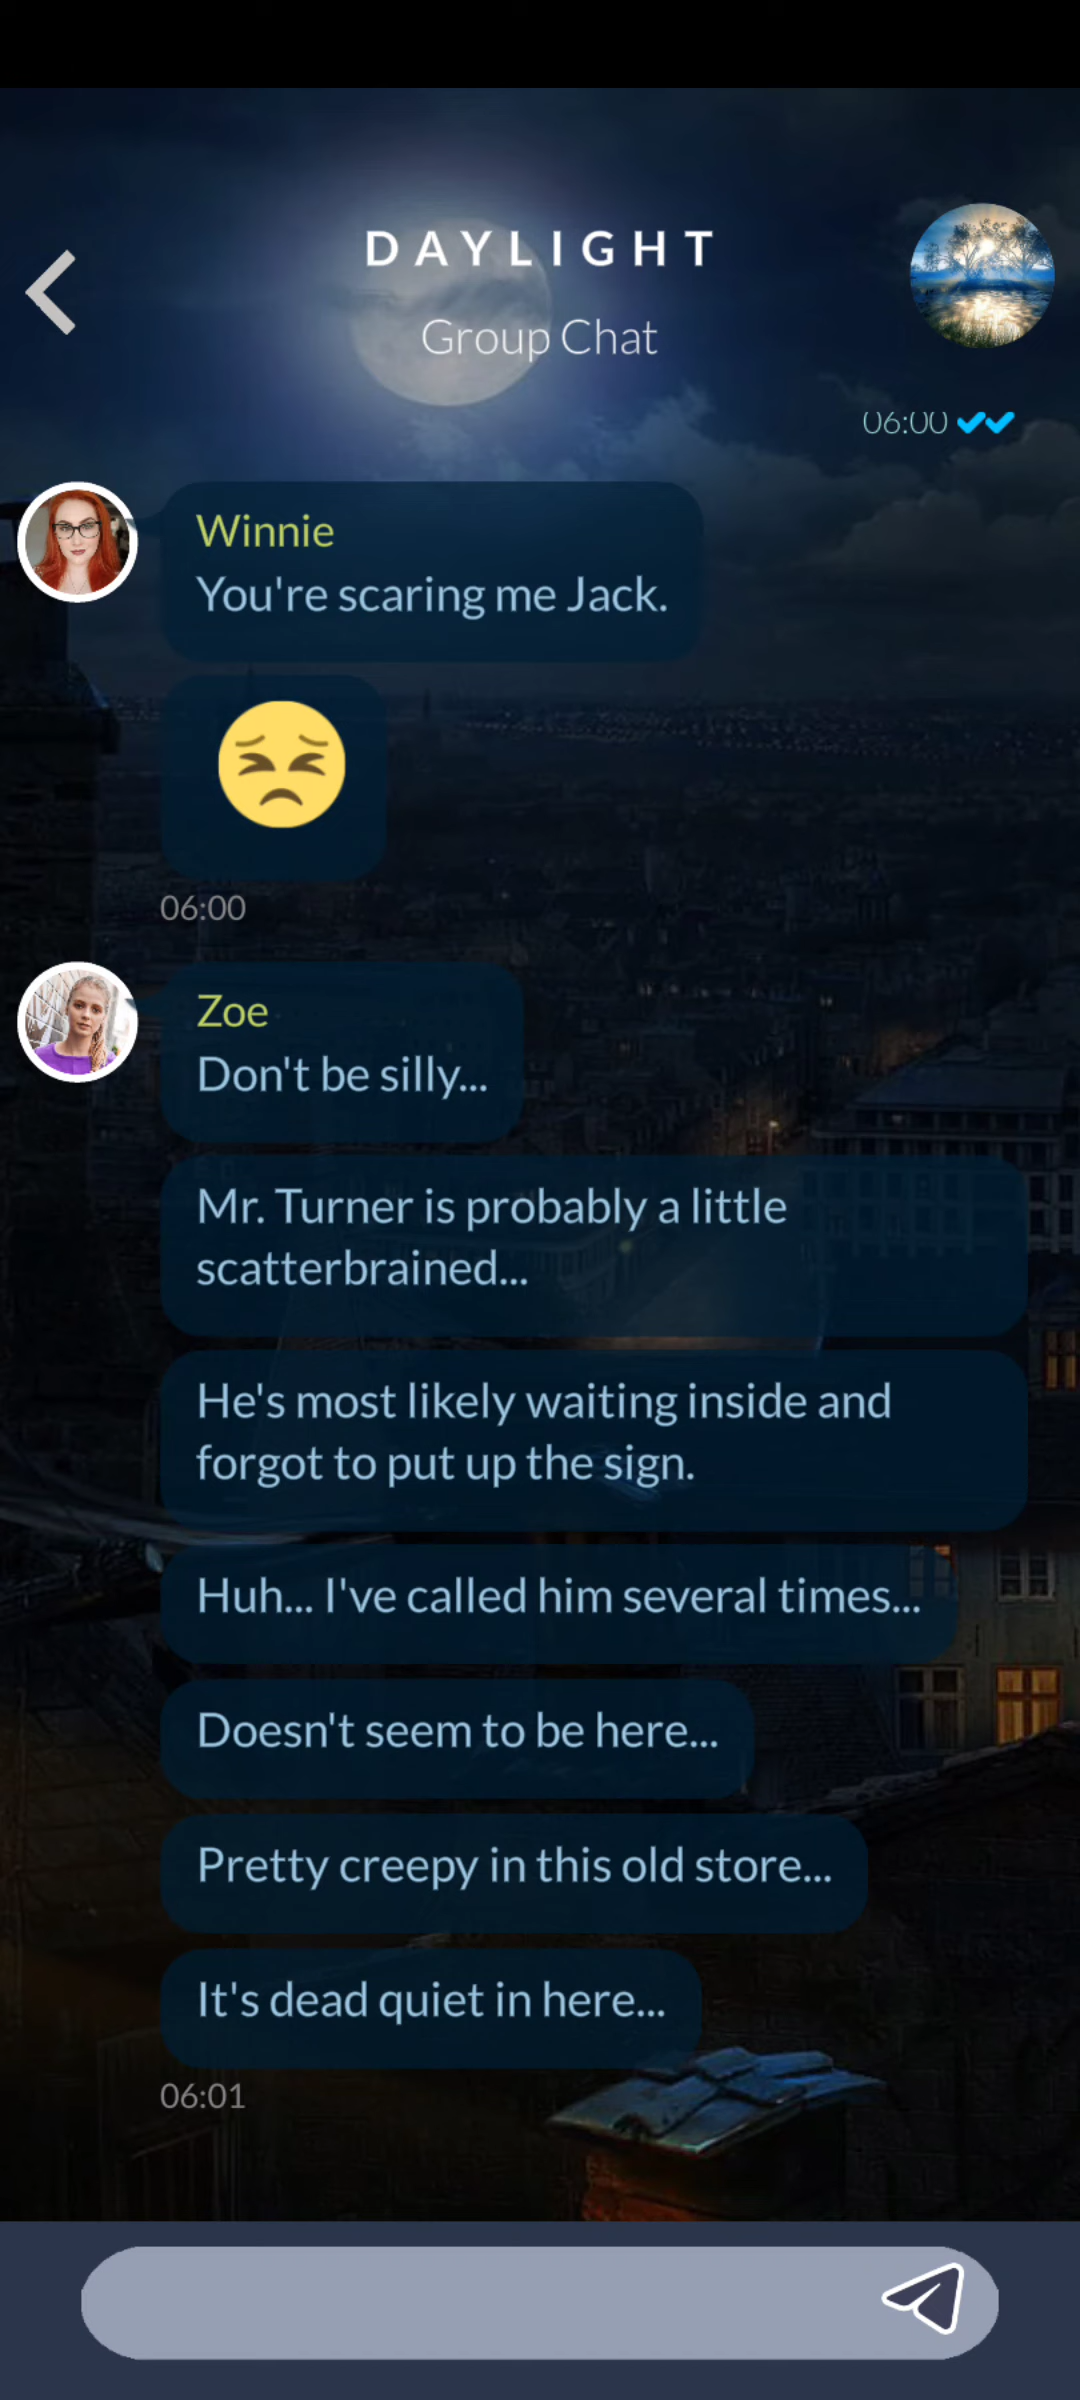 DAYLIGHT
Group Chat
06:00
Winnie
You're scaring me Jack.
06:00
Zoe
Don't be silly...
Mr. Turner is probably a little
scatterbrained...
He's most likely waiting inside and
forgot to put up the sign.
Huh... I've called him several times...
Doesn't seem to be here...
Pretty creepy in this old store...
It's dead quiet in here...
06:01